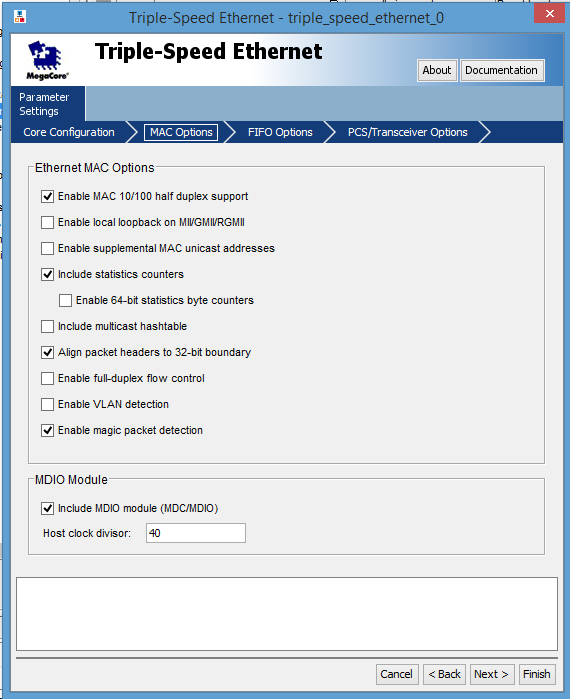 Triple-Speed Ethernet - triple_speed_ethernet_0
Triple-Speed Ethernet
MegaCore®
About
Documentation
Parameter
Settings
Core Configuration
MAC Options
FIFO Options
PCS/Transceiver Options
Ethernet MAC Options
Enable MAC 10/100 half duplex support
Enable local loopback on MII/GMII/RGMII
Enable supplemental MAC unicast addresses
Include statistics counters
Enable 64-bit statistics byte counters
Include multicast hashtable
Align packet headers to 32-bit boundary
Enable full-duplex flow control
Enable VLAN detection
Enable magic packet detection
MDIO Module
Include MDIO module (MDC/MDIO)
Host clock divisor: 40
Cancel
< Back
Next >
Finish